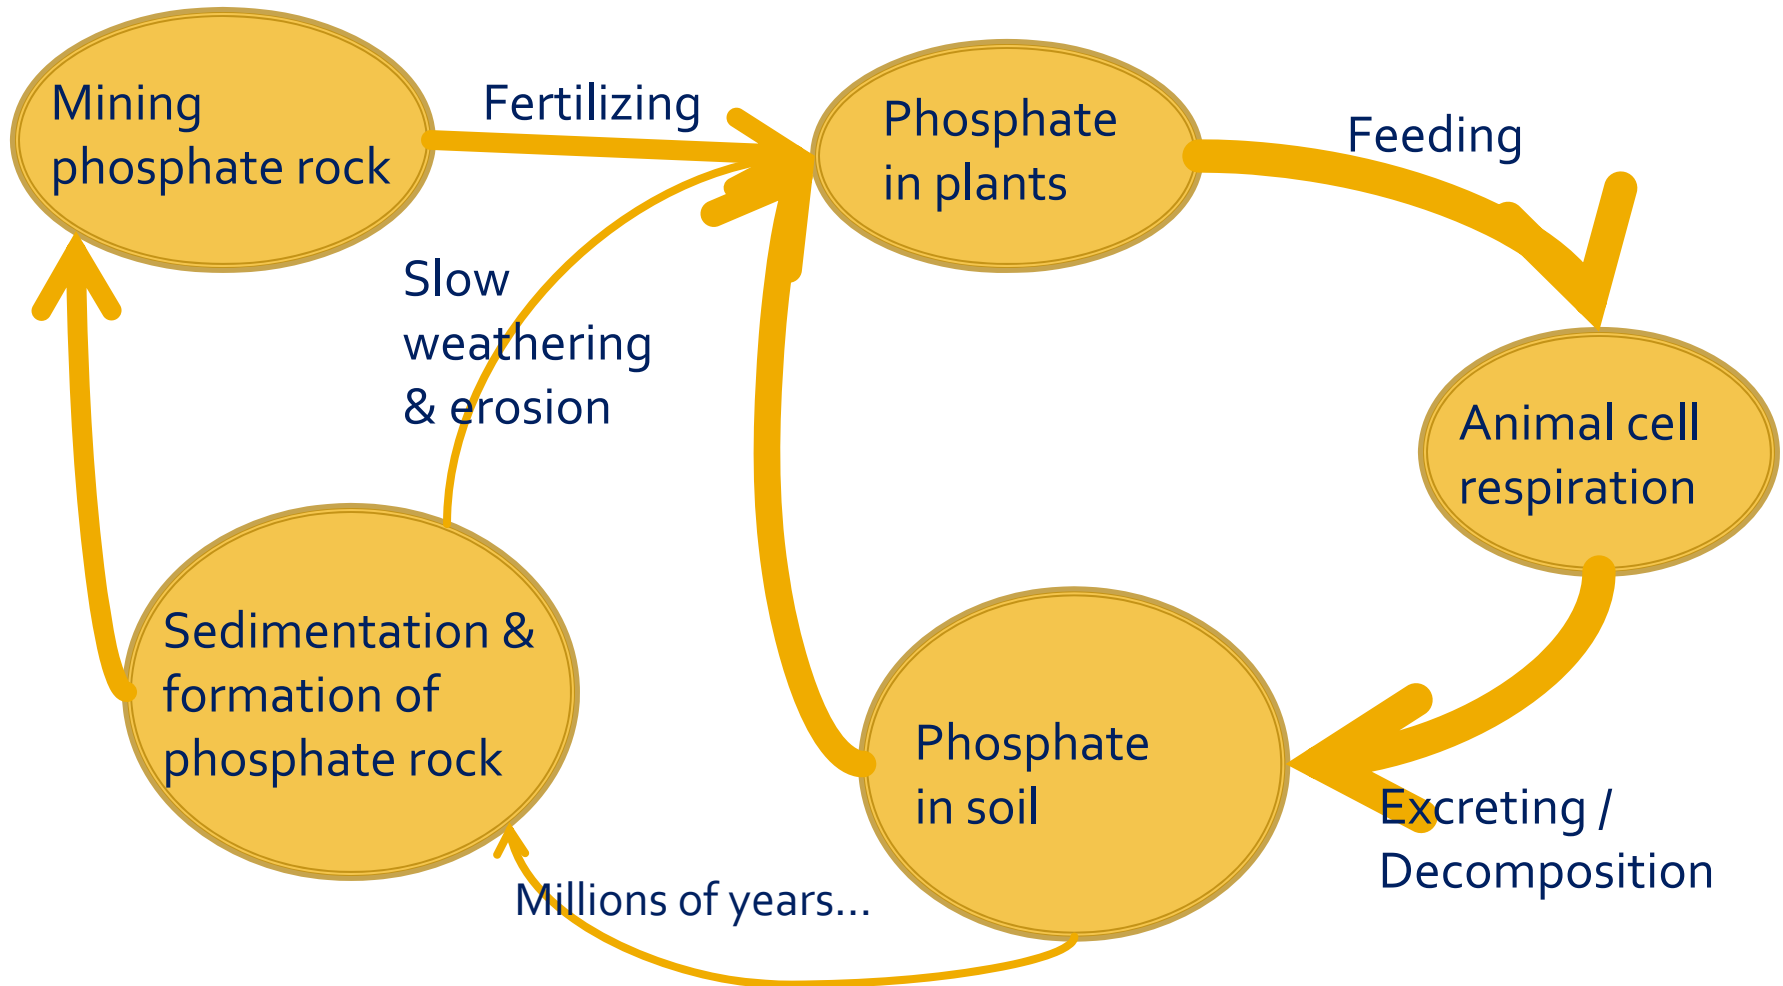 Mining
phosphate rock
Fertilizing
Phosphate
in plants
Feeding
Slow
weathering
& erosion
Animal cell
respiration
Sedimentation &
formation of
phosphate rock
Phosphate
in soil
Excreting /
Decomposition
Millions of years...